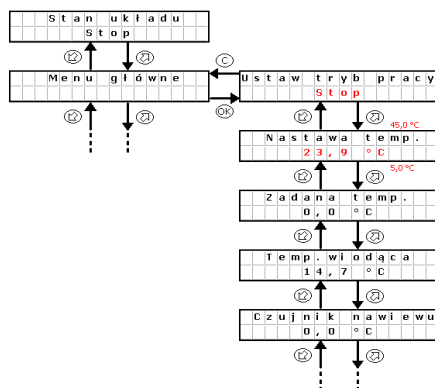 Stan układu
Stop
C
Menu główne
Ustaw tryb pracy
Stop
OK
45,0 °C
Nastawa temp.
23,9 °C
5,0 °C
Zadana temp.
0,0 °C
Temp.wiodąca
14,7 °C
Czujnik nawiewu
0,0 °C